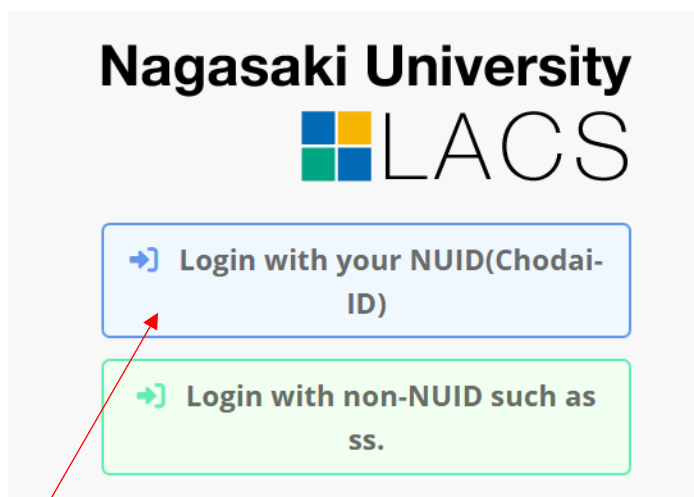 Nagasaki University
LACS
Login with your NUID(Chodai-
ID)
Login with non-NUID such as
ss.